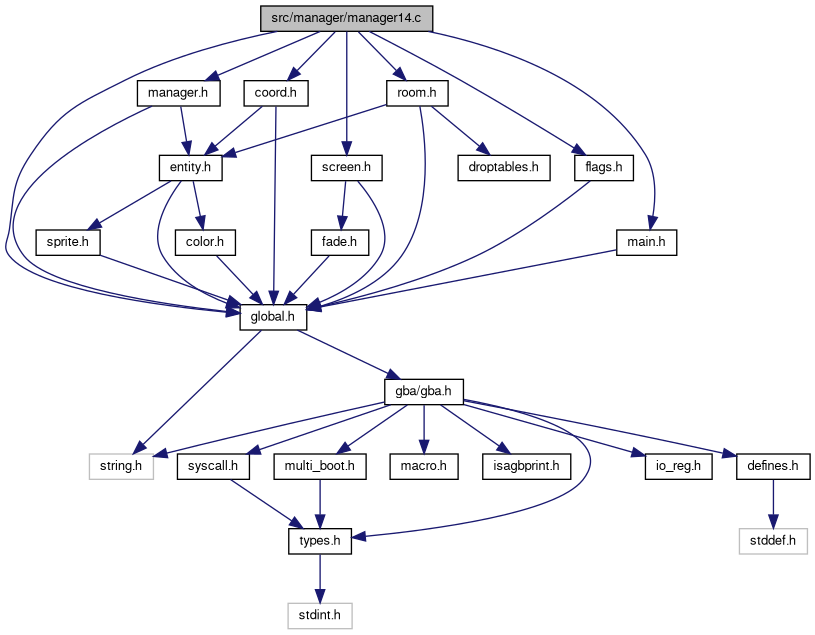 src/manager/manager14.c
manager.h
coord.h
room.h
entity.h
screen.h
droptables.h
flags.h
sprite.h
color.h
fade.h
main.h
global.h
gba/gba.h
string.h
syscall.h
multi_boot.h
macro.h
isagbprint.h
io_reg.h
defines.h
types.h
stddef.h
stdint.h